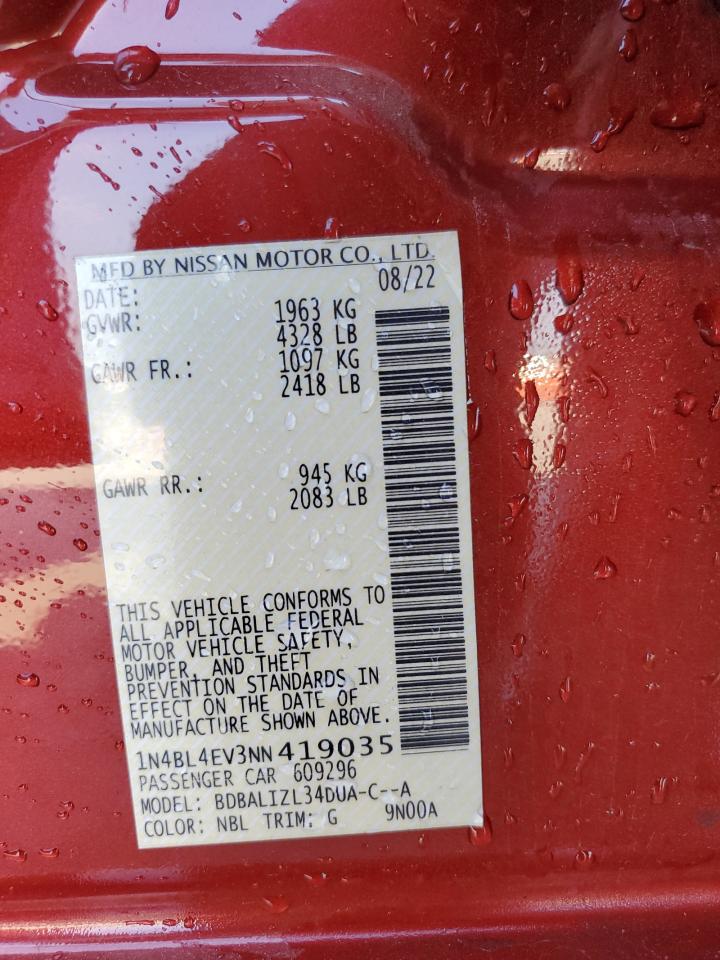 MFD BY NISSAN MOTOR CO., LTD.
DATE: 08/22
GVWR: 1963 KG
4328 LB
GAWR FR.: 1097 KG
2418 LB
GAWR RR.: 945 KG
2083 LB
THIS VEHICLE CONFORMS TO
ALL APPLICABLE FEDERAL
MOTOR VEHICLE SAFETY,
BUMPER, AND THEFT
PREVENTION STANDARDS IN
EFFECT ON THE DATE OF
MANUFACTURE SHOWN ABOVE.
1N4BL4EV3NN419035
PASSENGER CAR 609296
MODEL: BDBALIZL34DUA-C--A
COLOR: NBL TRIM: G 9N00A